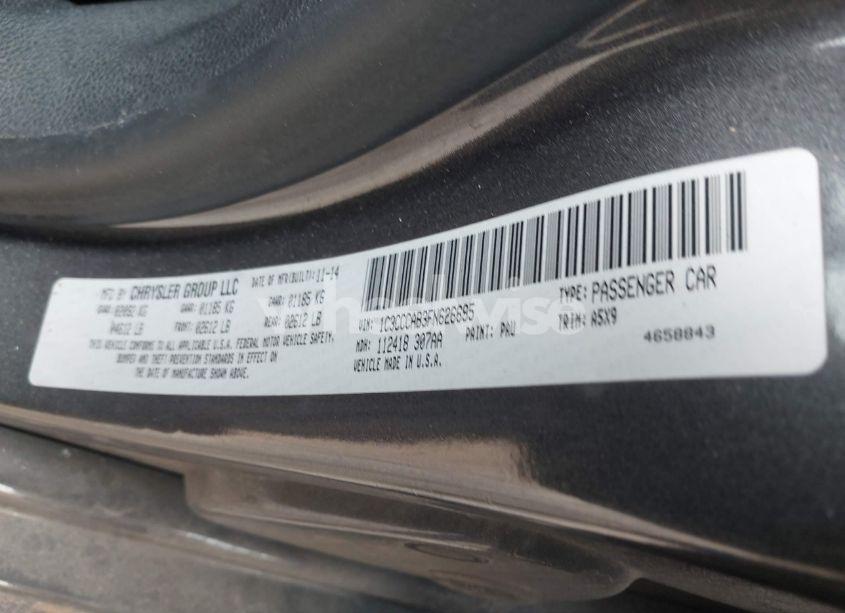 MFD BY: CHRYSLER GROUP LLC DATE OF MFR(BUILT):11-14
GVWR: 02092 KG GAWR: 01185 KG GAWR: 01185 KG
04612 LB FRONT: 02612 LB REAR: 02612 LB
THIS VEHICLE CONFORMS TO ALL APPLICABLE U.S.A. FEDERAL MOTOR VEHICLE SAFETY,
BUMPER AND THEFT PREVENTION STANDARDS IN EFFECT ON
THE DATE OF MANUFACTURE SHOWN ABOVE.
VIN: 1C3CCCAB3FN626695 TYPE: PASSENGER CAR
MDH: 112418 307AA PAINT: PAU TRIM: A5X9
VEHICLE MADE IN U.S.A. 4658843